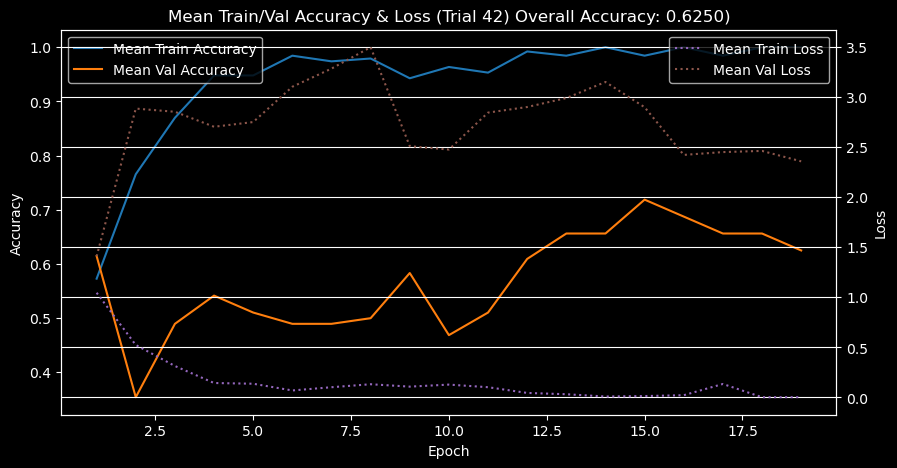 Mean Train/Val Accuracy & Loss (Trial 42) Overall Accuracy: 0.6250)
Mean Train Accuracy
Mean Val Accuracy
Mean Train Loss
Mean Val Loss
1.0
0.9
0.8
0.7
0.6
0.5
0.4
Accuracy
3.5
3.0
2.5
2.0
1.5
1.0
0.5
0.0
Loss
2.5 5.0 7.5 10.0 12.5 15.0 17.5
Epoch